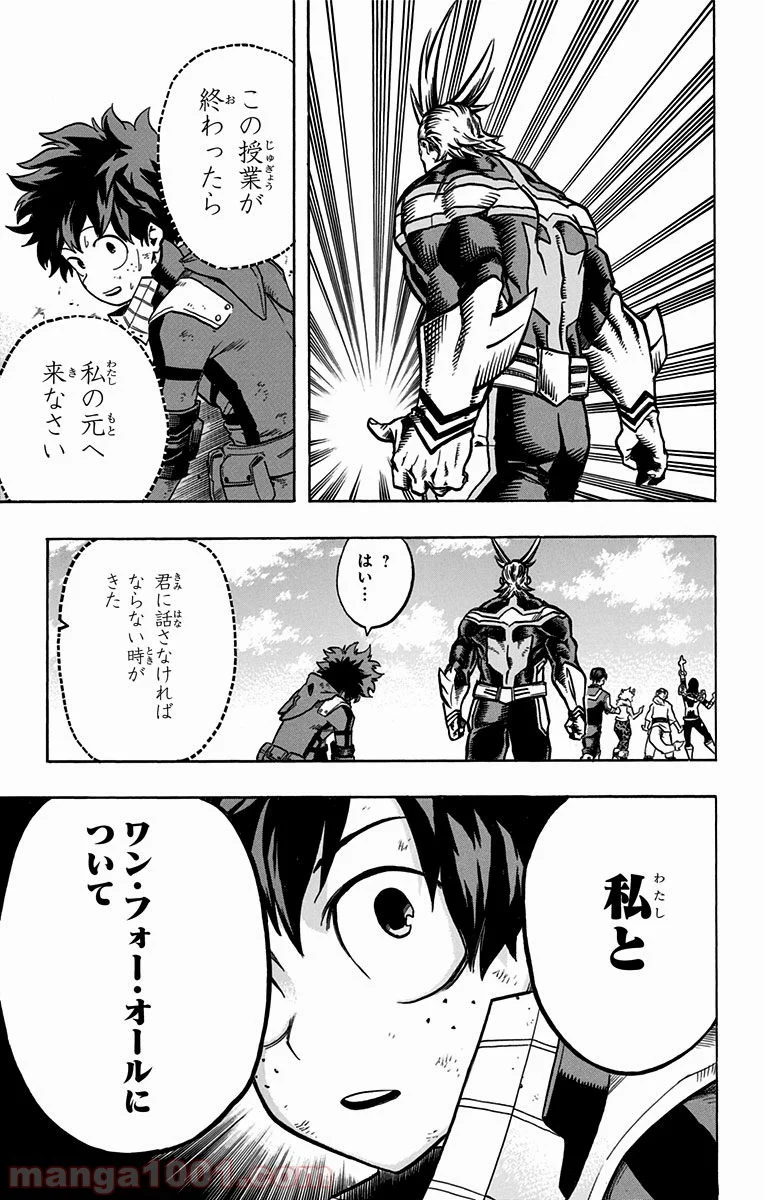 この授業が
終わったら
私の元へ
来なさい
？
はい…
君に話さなければ
ならない時が
きた
私と
ワン・フォー・オールに
ついて
manga1001.com